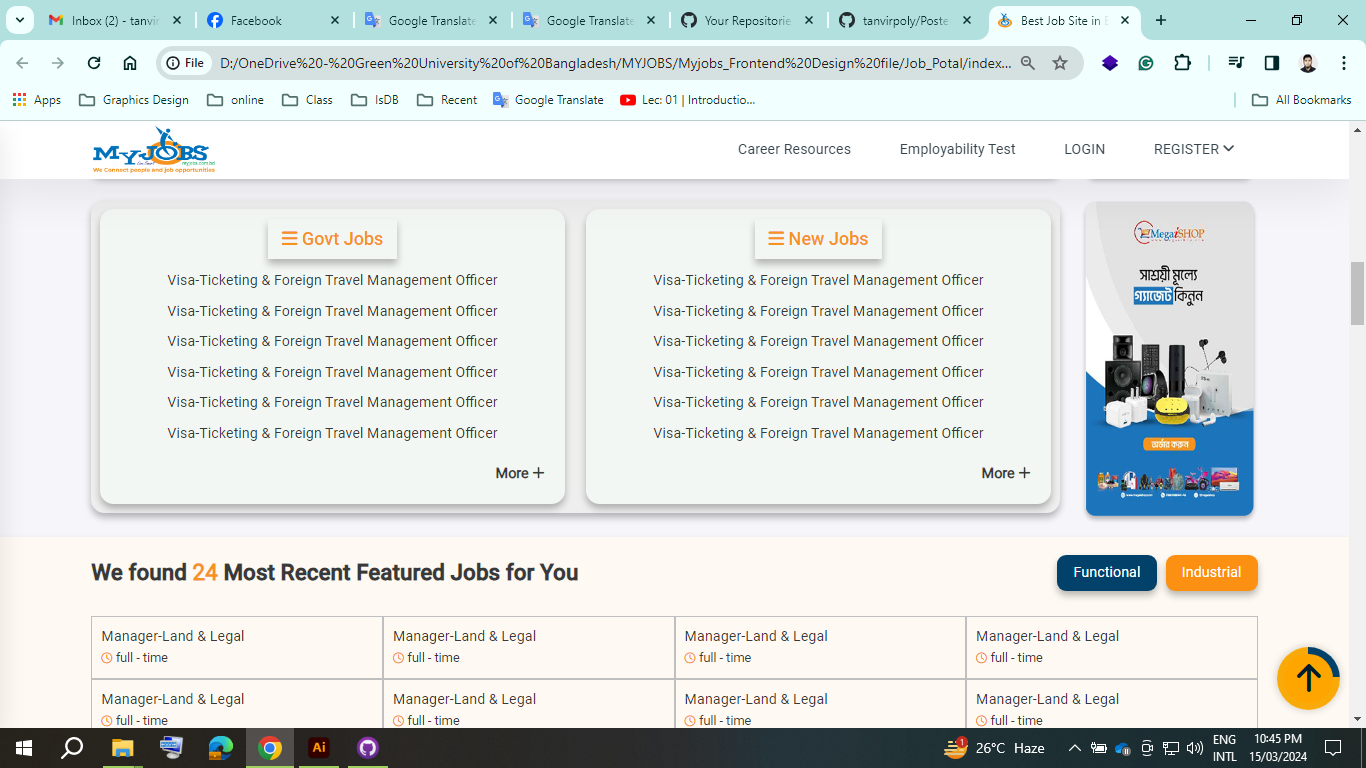 Inbox (2) - tanvir
Facebook
Google Translate
Google Translate
Your Repositorie
tanvirpoly/Poste
Best Job Site in B
File
D:/OneDrive%20-%20Green%20University%20of%20Bangladesh/MYJOBS/Myjobs_Frontend%20Design%20file/Job_Potal/index...
Apps
Graphics Design
online
Class
IsDB
Recent
Google Translate
Lec: 01 | Introductio...
All Bookmarks
MYJOBS
We Connect people and job opportunities
Career Resources
Employability Test
LOGIN
REGISTER
Govt Jobs
Visa-Ticketing & Foreign Travel Management Officer
Visa-Ticketing & Foreign Travel Management Officer
Visa-Ticketing & Foreign Travel Management Officer
Visa-Ticketing & Foreign Travel Management Officer
Visa-Ticketing & Foreign Travel Management Officer
Visa-Ticketing & Foreign Travel Management Officer
More +
New Jobs
Visa-Ticketing & Foreign Travel Management Officer
Visa-Ticketing & Foreign Travel Management Officer
Visa-Ticketing & Foreign Travel Management Officer
Visa-Ticketing & Foreign Travel Management Officer
Visa-Ticketing & Foreign Travel Management Officer
Visa-Ticketing & Foreign Travel Management Officer
More +
MegaiSHOP
সাশ্রয়ী মূল্যে
গ্যাজেট কিনুন
অর্ডার করুন
We found 24 Most Recent Featured Jobs for You
Functional
Industrial
Manager-Land & Legal
full - time
Manager-Land & Legal
full - time
Manager-Land & Legal
full - time
Manager-Land & Legal
full - time
Manager-Land & Legal
full - time
Manager-Land & Legal
full - time
Manager-Land & Legal
full - time
Manager-Land & Legal
full - time
Ai
1
26°C Haze
ENG
INTL
10:45 PM
15/03/2024